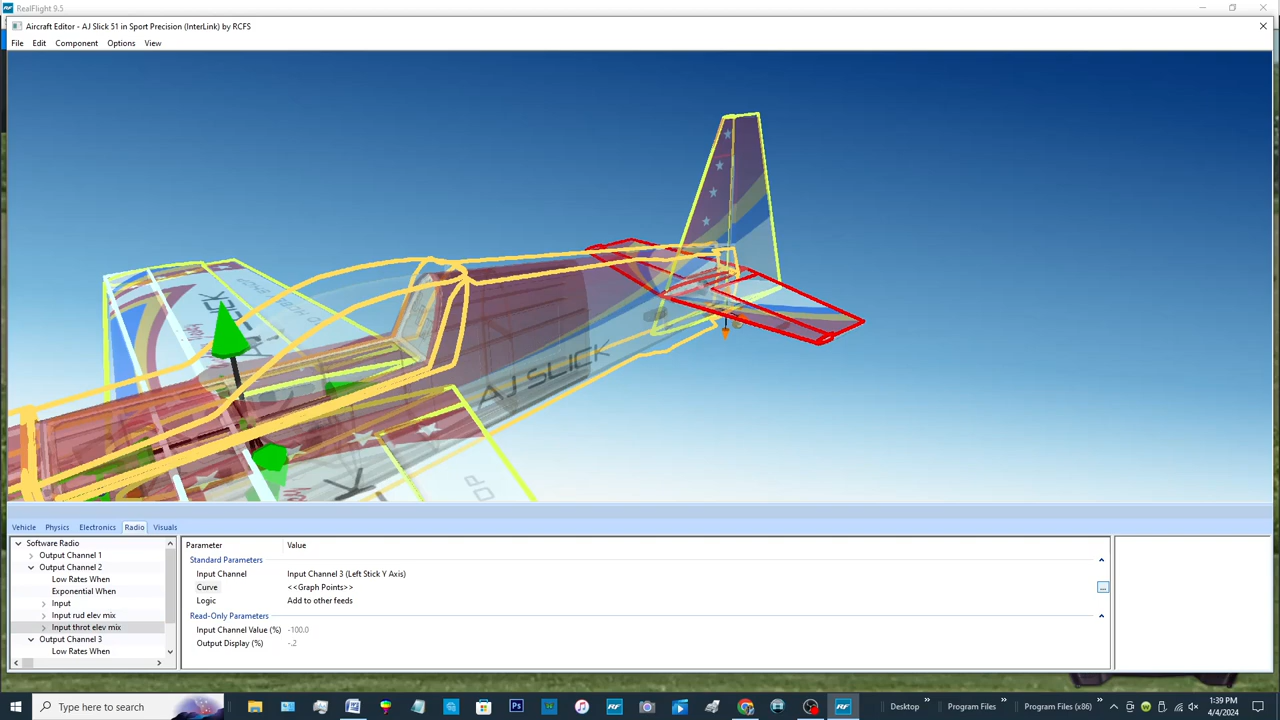 RealFlight 9.5
Aircraft Editor - AJ Slick 51 in Sport Precision (InterLink) by RCFS
File Edit Component Options View
AJ SLICK
Vehicle Physics Electronics Radio Visuals
Software Radio
Output Channel 1
Output Channel 2
Low Rates When
Exponential When
Input
Input rud elev mix
Input throt elev mix
Output Channel 3
Low Rates When
Parameter Value
Standard Parameters
Input Channel Input Channel 3 (Left Stick Y Axis)
Curve <<Graph Points>>
...
Logic Add to other feeds
Read-Only Parameters
Input Channel Value (%) -100.0
Output Display (%) -.2
Type here to search
Ps
RF
Desktop
Program Files
Program Files (x86)
RF
1:39 PM
4/4/2024